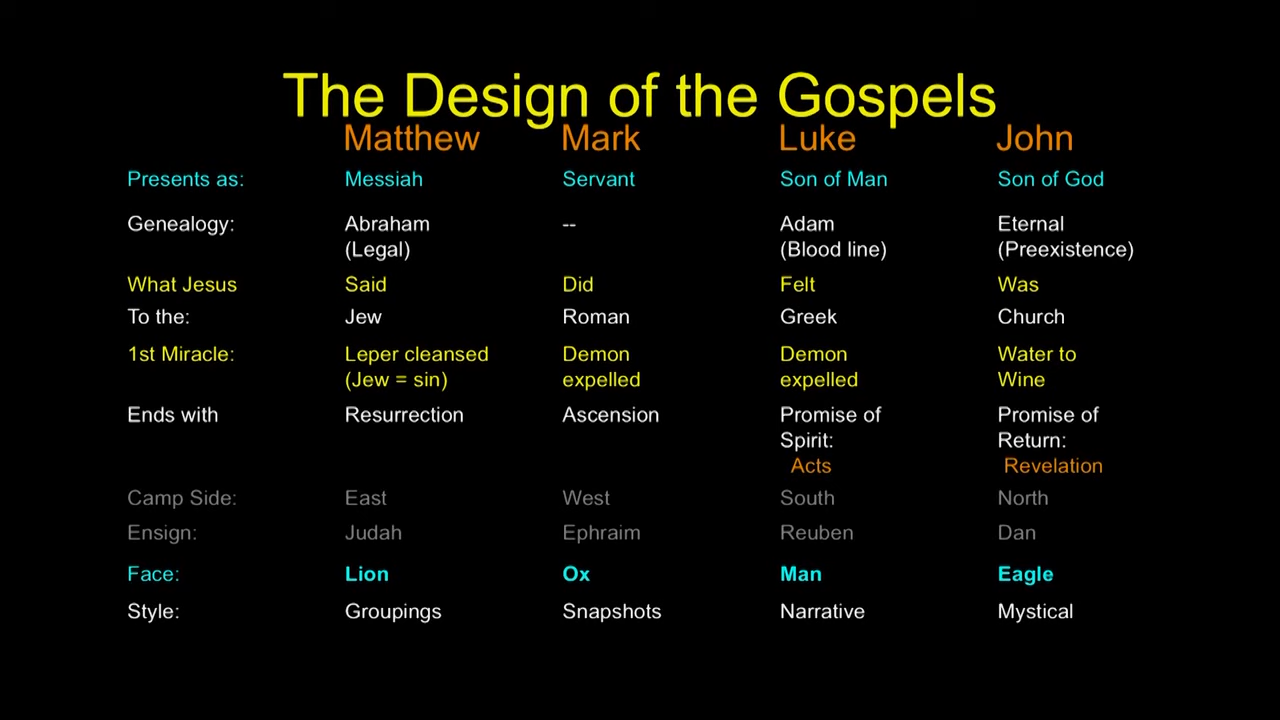 The Design of the Gospels
Matthew Mark Luke John
Presents as: Messiah Servant Son of Man Son of God
Genealogy: Abraham -- Adam Eternal
(Legal) (Blood line) (Preexistence)
What Jesus Said Did Felt Was
To the: Jew Roman Greek Church
1st Miracle: Leper cleansed Demon Demon Water to
(Jew = sin) expelled expelled Wine
Ends with Resurrection Ascension Promise of Promise of
Spirit: Return:
Acts Revelation
Camp Side: East West South North
Ensign: Judah Ephraim Reuben Dan
Face: Lion Ox Man Eagle
Style: Groupings Snapshots Narrative Mystical